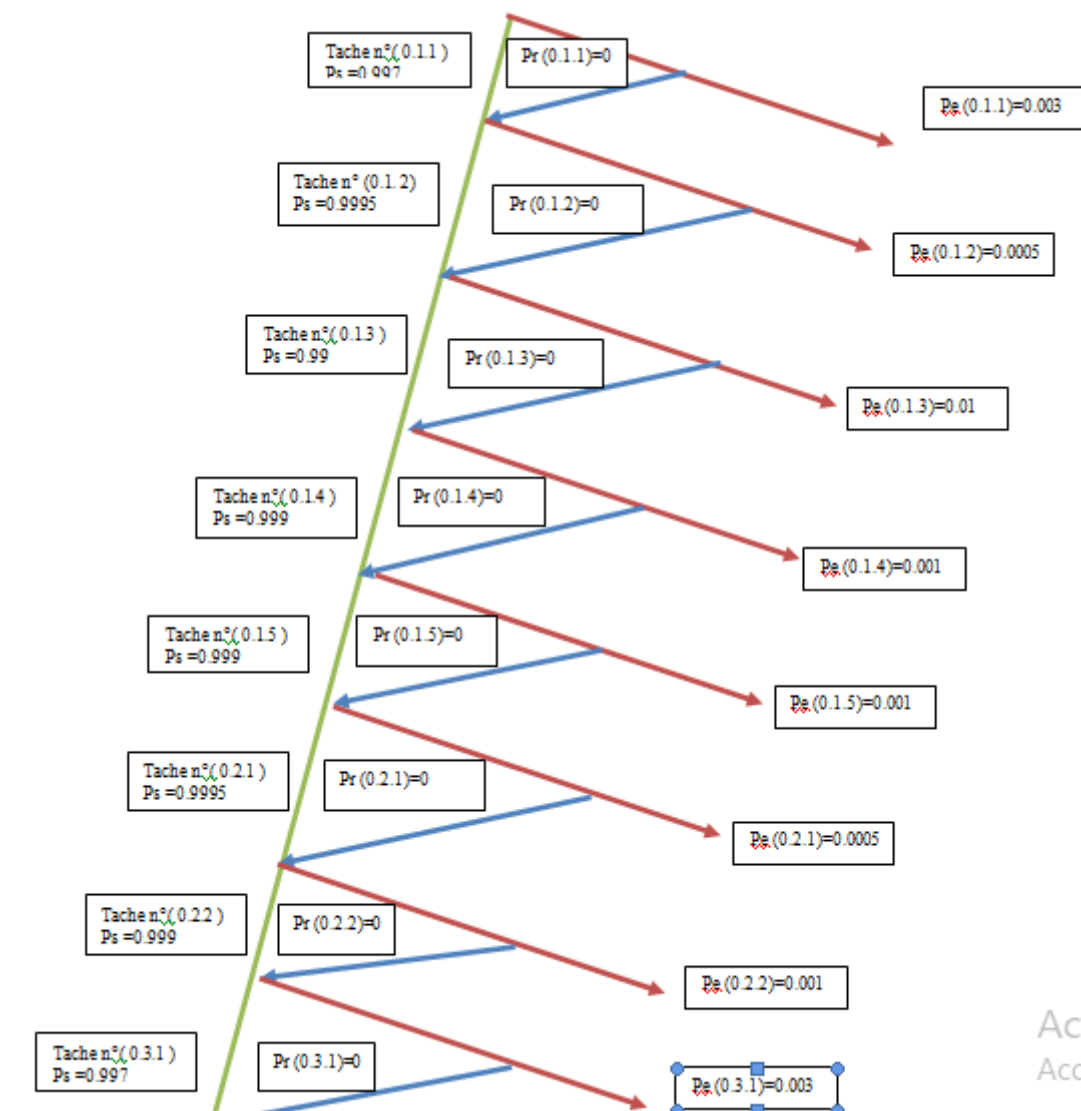 Tache n°( 0.1.1 )
Ps =0.997
Pr (0.1.1)=0
Pe (0.1.1)=0.003
Tache n° (0.1.2)
Ps =0.9995
Pr (0.1.2)=0
Pe (0.1.2)=0.0005
Tache n°( 0.1.3 )
Ps =0.99
Pr (0.1.3)=0
Pe (0.1.3)=0.01
Tache n°( 0.1.4 )
Ps =0.999
Pr (0.1.4)=0
Pe (0.1.4)=0.001
Tache n°( 0.1.5 )
Ps =0.999
Pr (0.1.5)=0
Pe (0.1.5)=0.001
Tache n°( 0.2.1 )
Ps =0.9995
Pr (0.2.1)=0
Pe (0.2.1)=0.0005
Tache n°( 0.2.2 )
Ps =0.999
Pr (0.2.2)=0
Pe (0.2.2)=0.001
Ac
Acc
Tache n°( 0.3.1 )
Ps =0.997
Pr (0.3.1)=0
Pe (0.3.1)=0.003